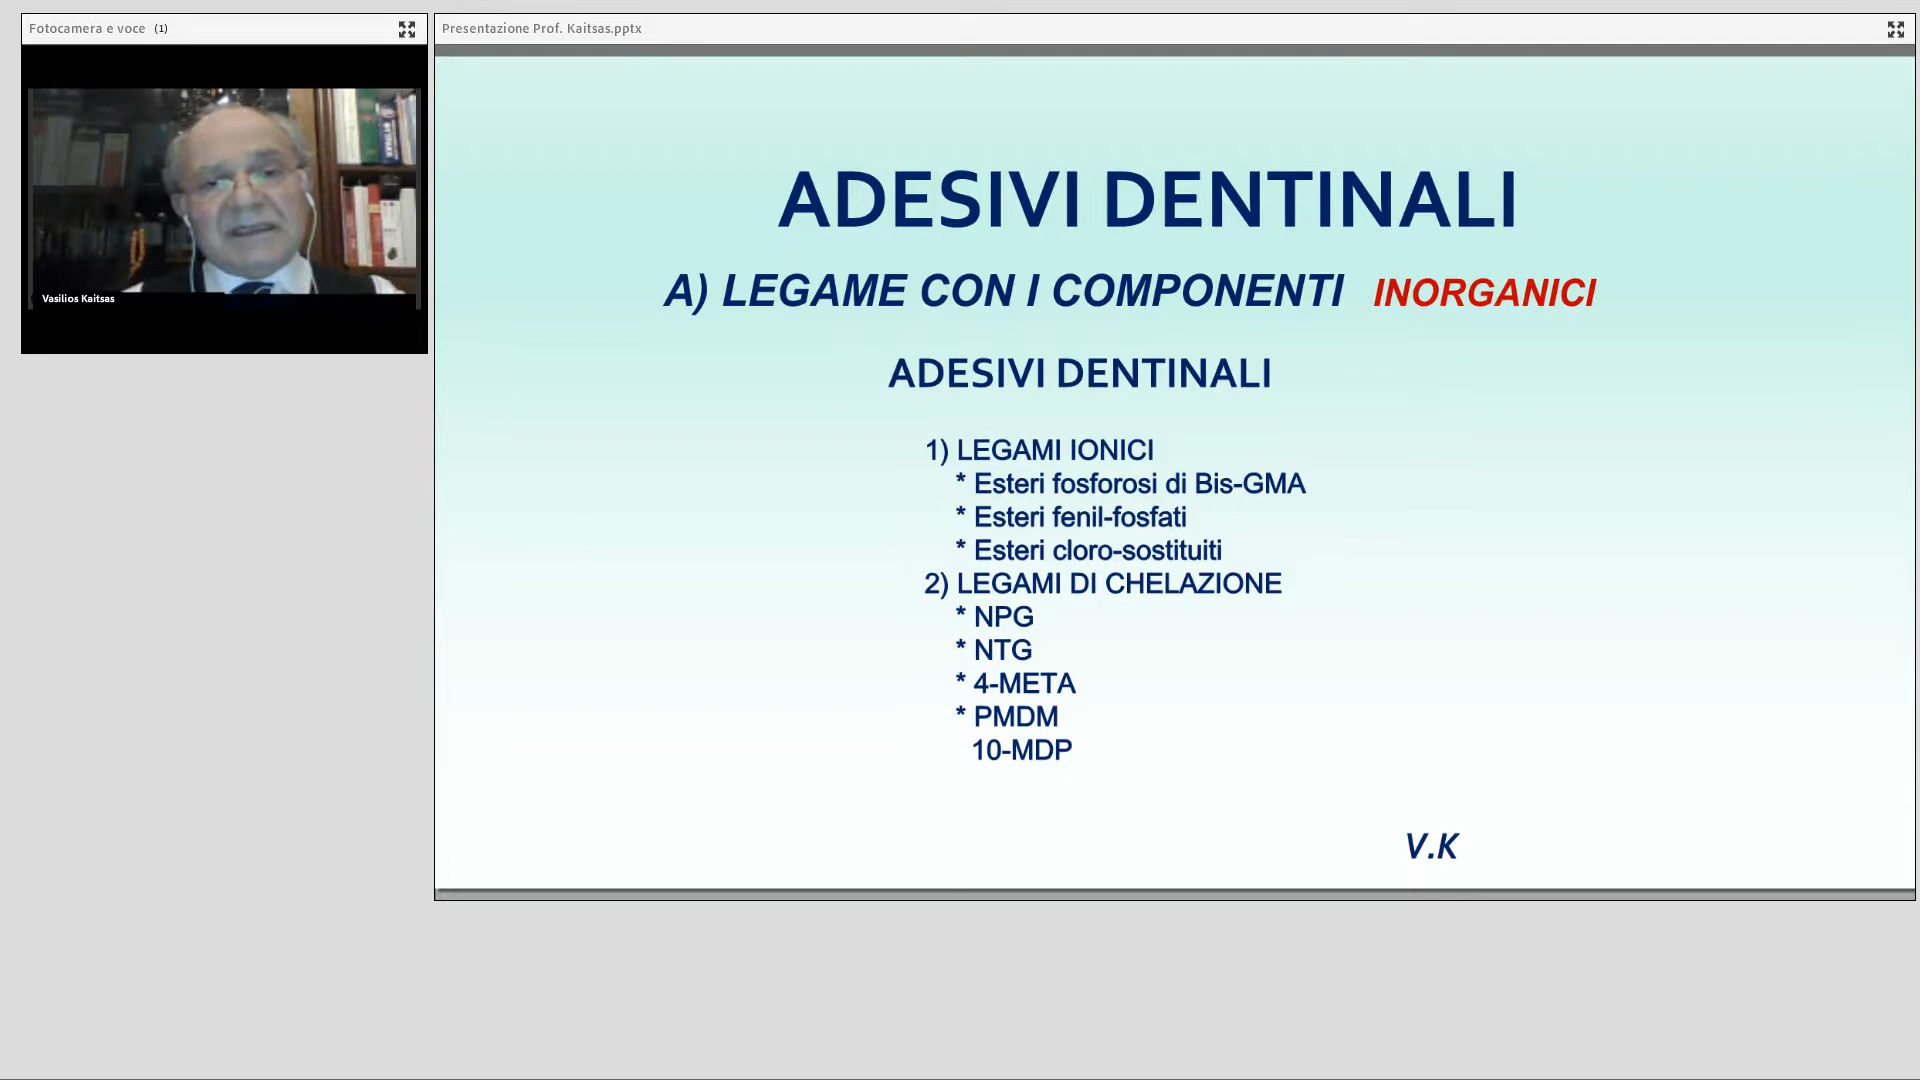 Fotocamera e voce (1)
Vasilios Kaitsas
Presentazione Prof. Kaitsas.pptx
ADESIVI DENTINALI
A) LEGAME CON I COMPONENTI INORGANICI
ADESIVI DENTINALI
1) LEGAMI IONICI
* Esteri fosforosi di Bis-GMA
* Esteri fenil-fosfati
* Esteri cloro-sostituiti
2) LEGAMI DI CHELAZIONE
* NPG
* NTG
* 4-META
* PMDM
10-MDP
V.K